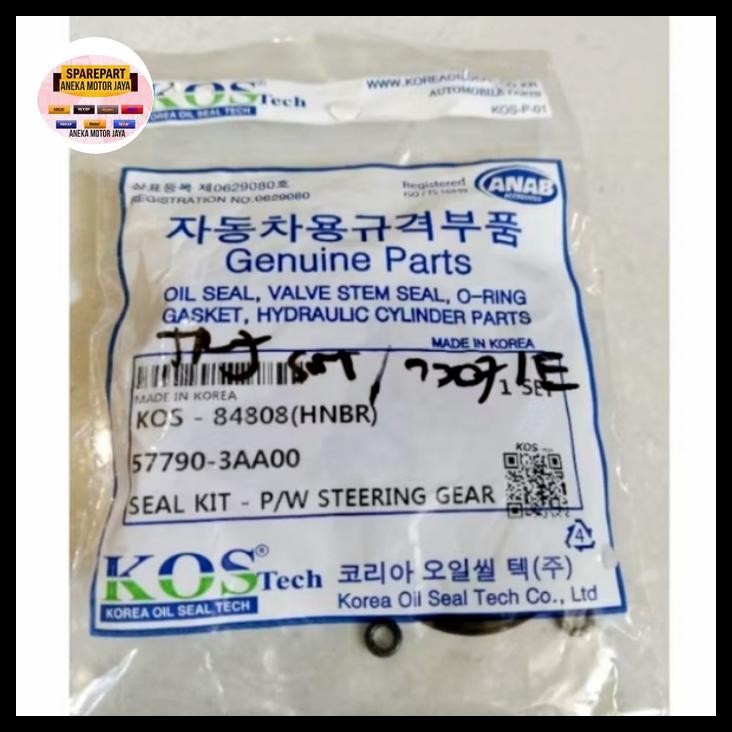 SPAREPART
ANEKA MOTOR JAYA
ANEKA MOTOR JAYA
KOS® Tech
KOREA OIL SEAL TECH
AUTOMOBILE PARTS
KOS-P-01
상표등록 제0629080호
REGISTRATION NO.0629080
Registered
ANAB
자동차용규격부품
Genuine Parts
OIL SEAL, VALVE STEM SEAL, O-RING
GASKET, HYDRAULIC CYLINDER PARTS
MADE IN KOREA
MADE IN KOREA
1 SET
KOS - 84808(HNBR)
57790-3AA00
KOS
SEAL KIT - P/W STEERING GEAR
4
KOS® Tech
KOREA OIL SEAL TECH
코리아 오일씰 텍(주)
Korea Oil Seal Tech Co., Ltd